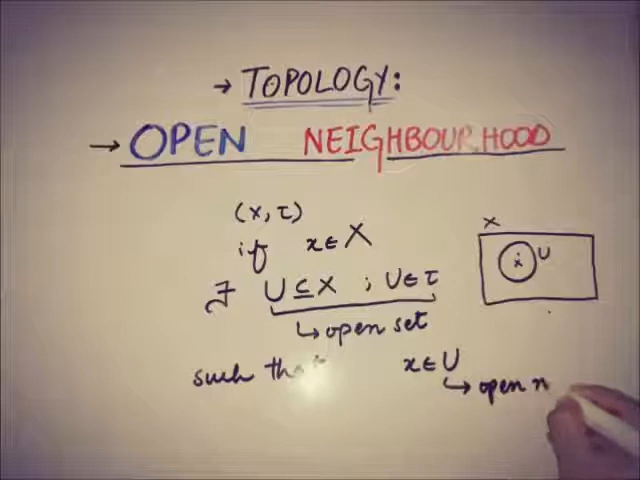 → TOPOLOGY:
→ OPEN NEIGHBOURHOOD
(X, τ)
if x ∈ X
∃ U ⊆ X ; U ∈ τ
↳ open set
such that x ∈ U
↳ open n
X
x U